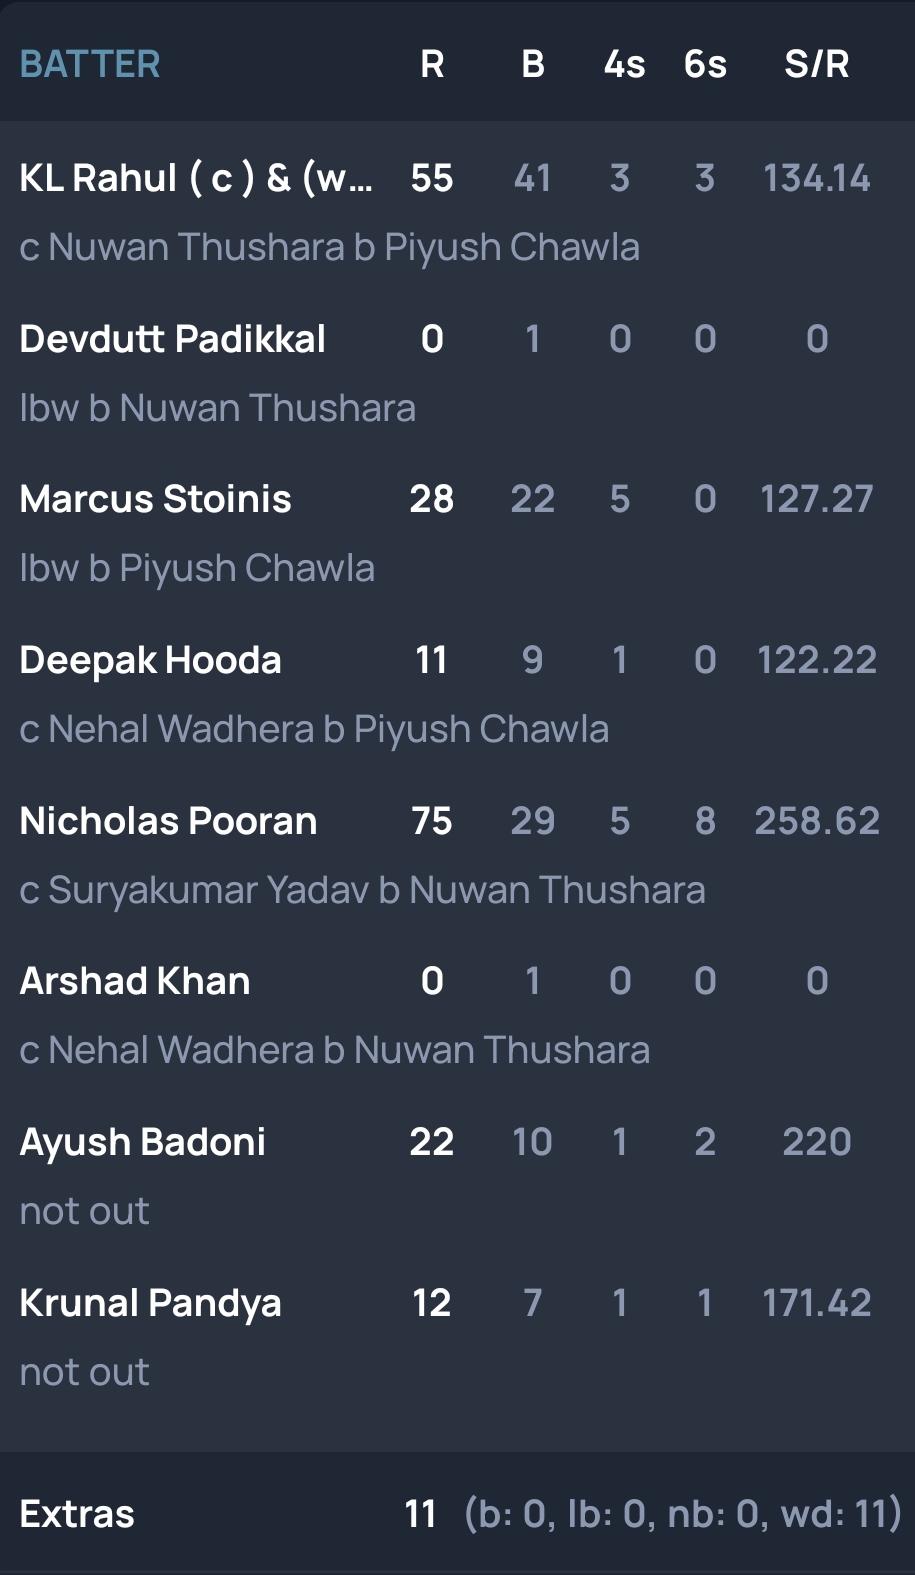 BATTER R B 4s 6s S/R
KL Rahul ( c ) & (w... 55 41 3 3 134.14
c Nuwan Thushara b Piyush Chawla
Devdutt Padikkal 0 1 0 0 0
lbw b Nuwan Thushara
Marcus Stoinis 28 22 5 0 127.27
lbw b Piyush Chawla
Deepak Hooda 11 9 1 0 122.22
c Nehal Wadhera b Piyush Chawla
Nicholas Pooran 75 29 5 8 258.62
c Suryakumar Yadav b Nuwan Thushara
Arshad Khan 0 1 0 0 0
c Nehal Wadhera b Nuwan Thushara
Ayush Badoni 22 10 1 2 220
not out
Krunal Pandya 12 7 1 1 171.42
not out
Extras 11 (b: 0, lb: 0, nb: 0, wd: 11)